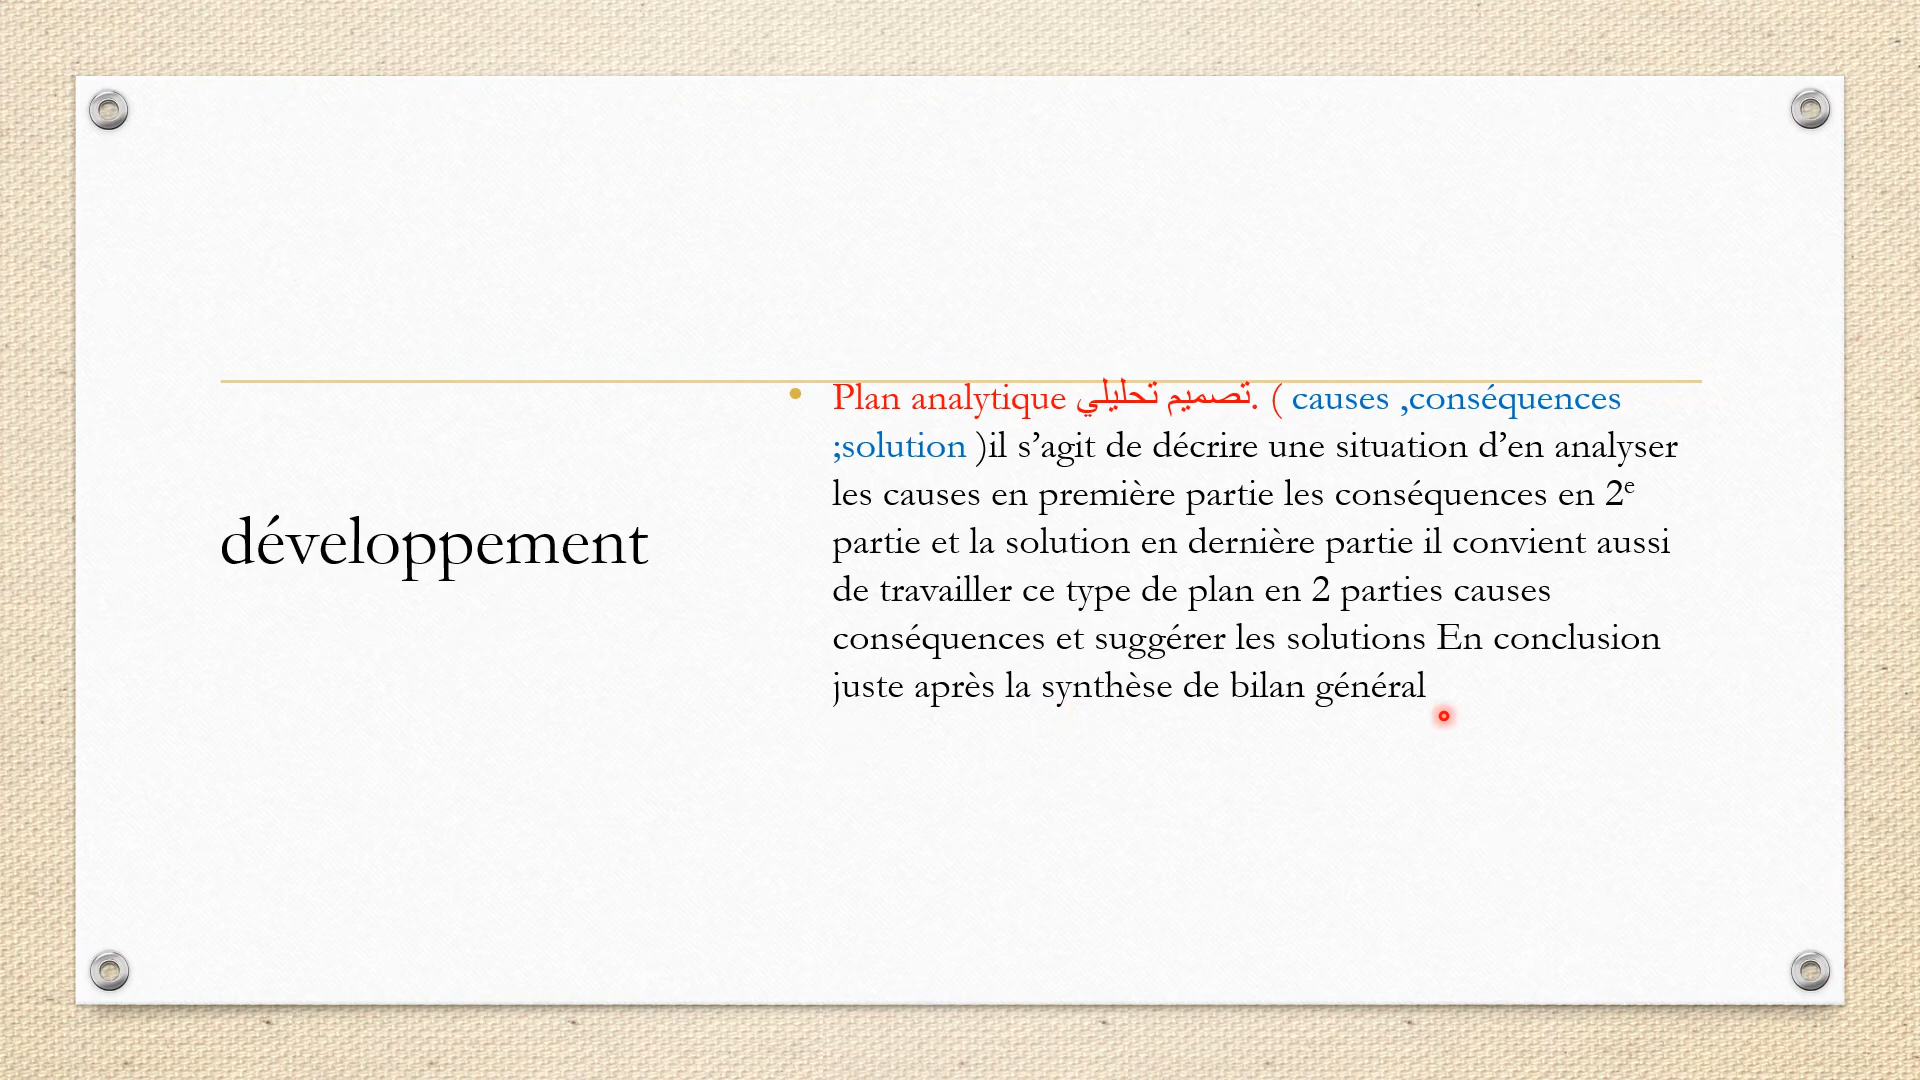 développement
Plan analytique تصميم تحليلي. ( causes ,conséquences
;solution )il s’agit de décrire une situation d’en analyser
les causes en première partie les conséquences en 2e
partie et la solution en dernière partie il convient aussi
de travailler ce type de plan en 2 parties causes
conséquences et suggérer les solutions En conclusion
juste après la synthèse de bilan général